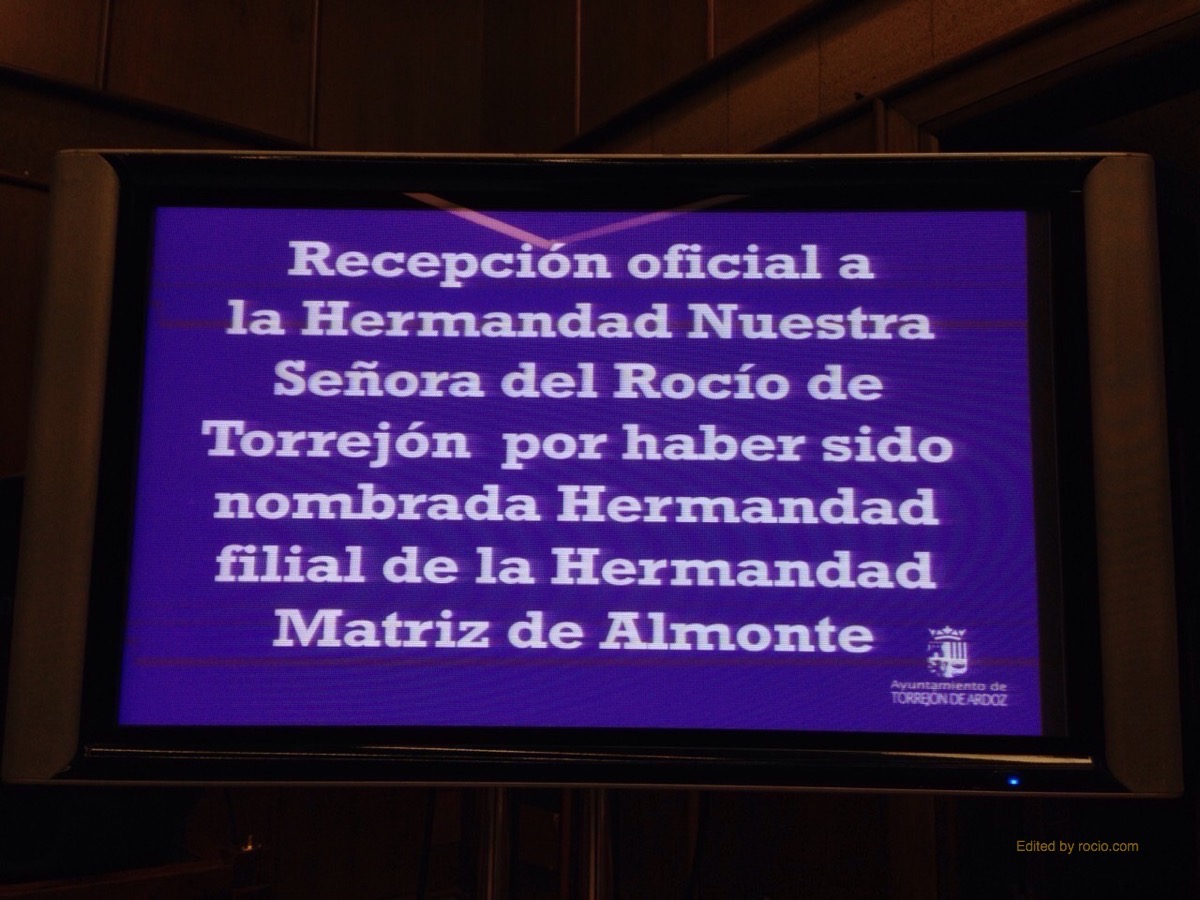 Recepción oficial a
la Hermandad Nuestra
Señora del Rocío de
Torrejón por haber sido
nombrada Hermandad
filial de la Hermandad
Matriz de Almonte
Ayuntamiento de
TORREJÓN DE ARDOZ
Edited by rocio.com